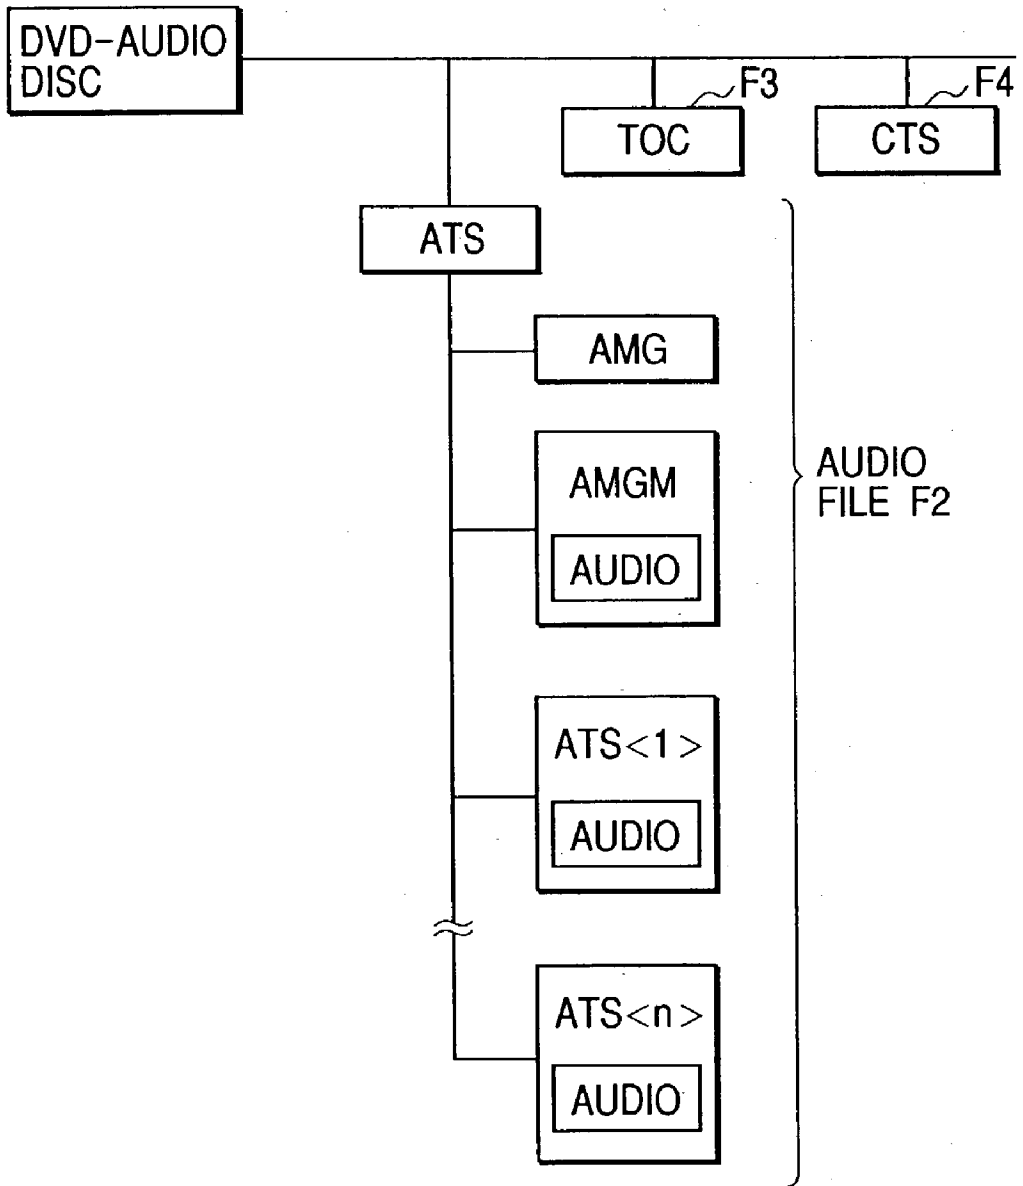 DVD-AUDIO
DISC
F3
F4
TOC
CTS
ATS
AMG
AMGM
AUDIO
AUDIO
FILE F2
ATS<1>
AUDIO
ATS<n>
AUDIO